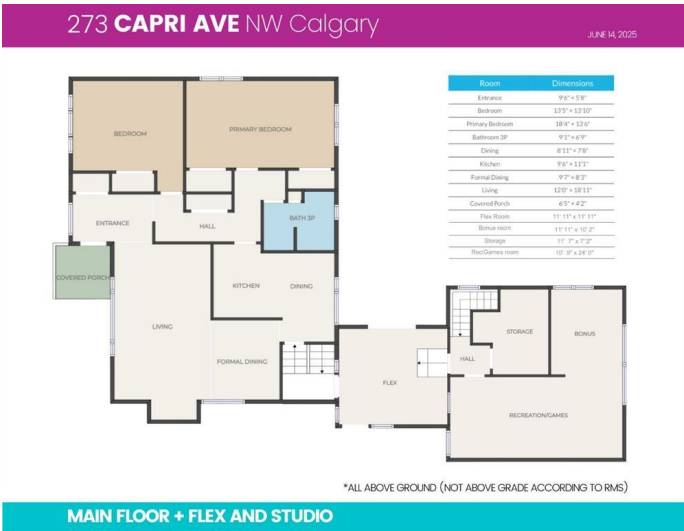 273 CAPRI AVE NW Calgary
JUNE 14, 2025
Room Dimensions
Entrance 9'6" × 5'8"
Bedroom 13'5" × 13'10"
Primary Bedroom 18'4" × 13'6"
Bathroom 3P 9'1" × 6'9"
Dining 8'11" × 7'8"
Kitchen 9'6" × 11'1"
Formal Dining 9'7" × 8'3"
Living 12'0" × 18'11"
Covered Porch 6'5" × 4'2"
Flex Room 11' 11" x 11' 11"
Bonus room 11' 11" x 10' 2"
Storage 11' 7" x 7' 2"
Rec/Games room 10' 9" x 24' 0"
BEDROOM
PRIMARY BEDROOM
ENTRANCE
HALL
BATH 3P
COVERED PORCH
KITCHEN
DINING
LIVING
FORMAL DINING
FLEX
HALL
STORAGE
BONUS
RECREATION/GAMES
*ALL ABOVE GROUND (NOT ABOVE GRADE ACCORDING TO RMS)
MAIN FLOOR + FLEX AND STUDIO